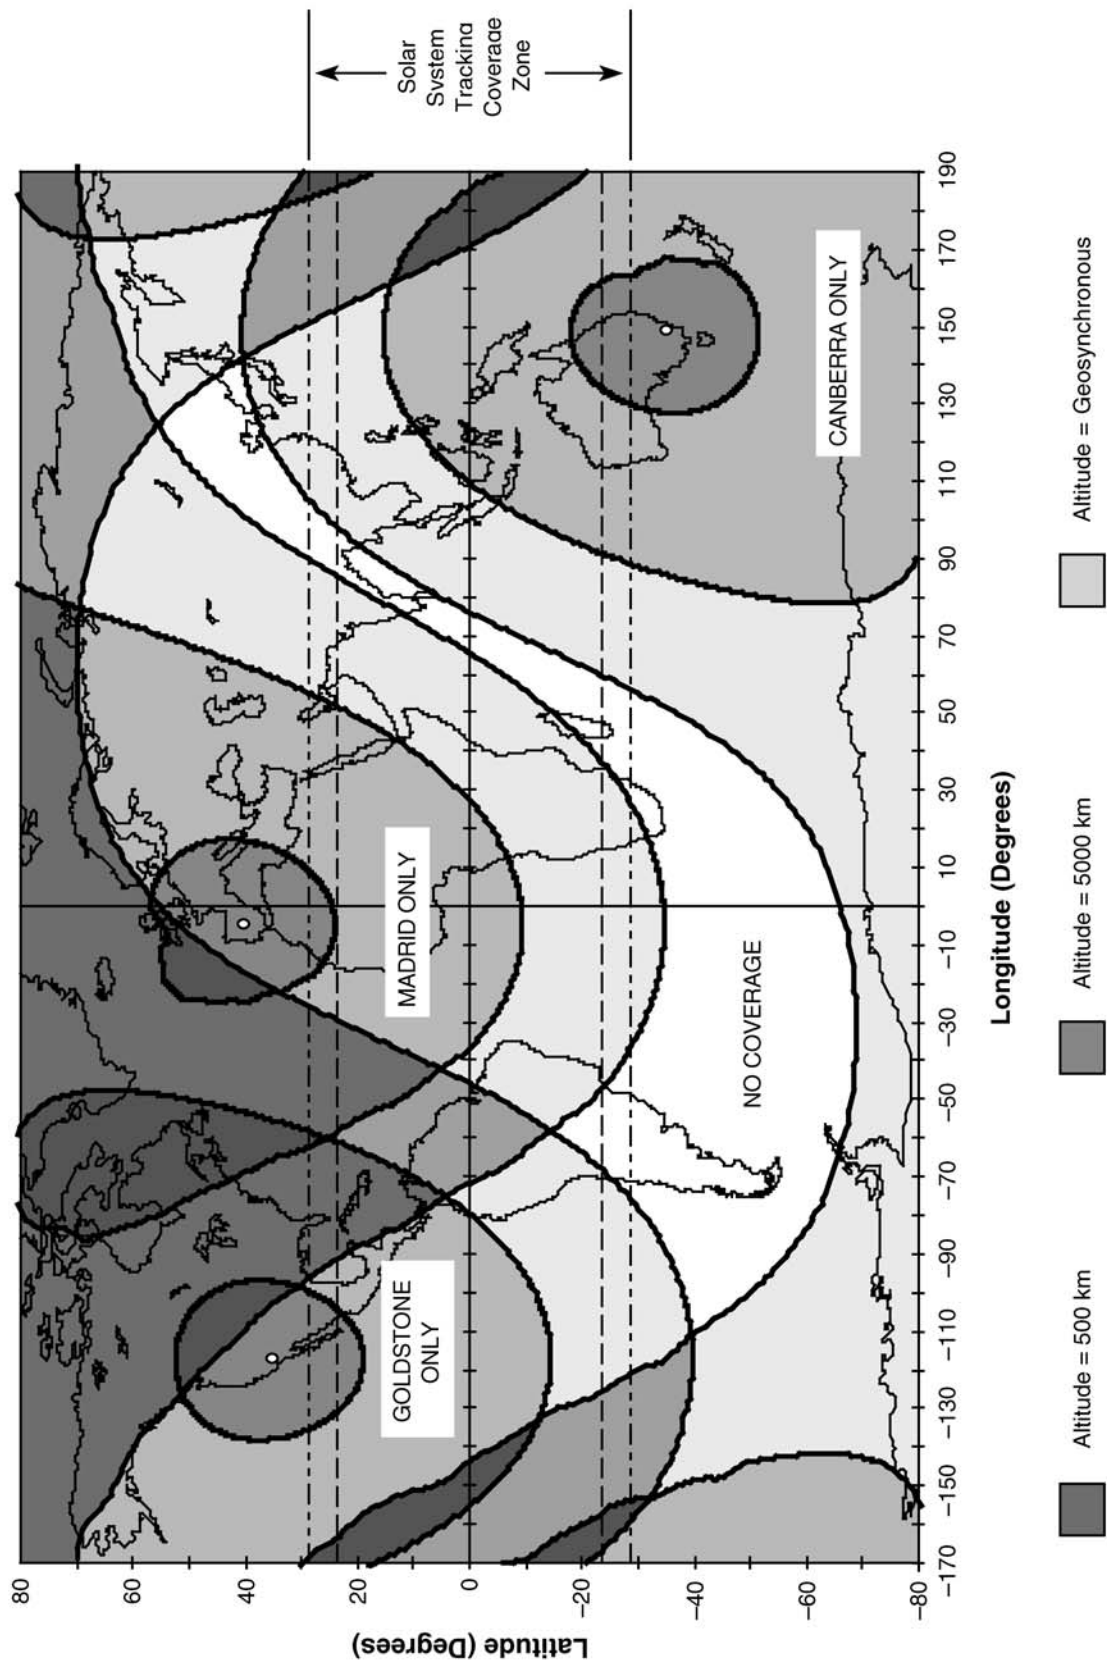 Solar
System
Tracking
Coverage
Zone
80
60
40
20
0
–20
–40
–60
–80
Latitude (Degrees)
GOLDSTONE
ONLY
MADRID ONLY
CANBERRA ONLY
NO COVERAGE
–170 –150 –130 –110 –90 –70 –50 –30 –10 10 30 50 70 90 110 130 150 170 190
Longitude (Degrees)
Altitude = 500 km
Altitude = 5000 km
Altitude = Geosynchronous